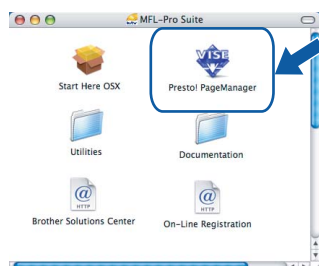 MFL-Pro Suite
VISE
Start Here OSX
Presto! PageManager
Utilities
Documentation
@
HTTP
@
HTTP
Brother Solutions Center
On-Line Registration